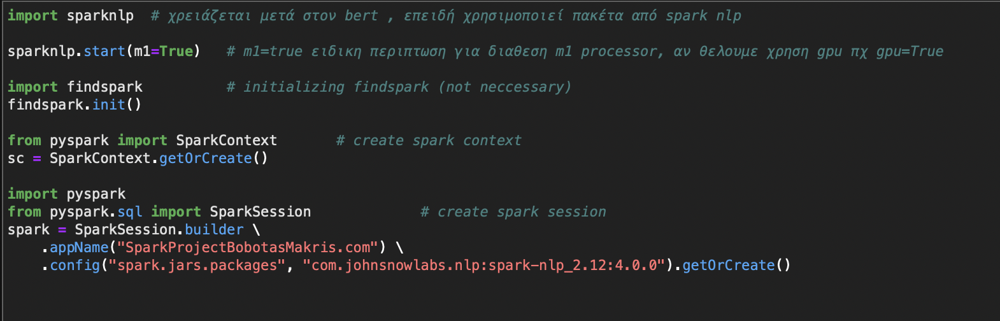 import sparknlp  # χρειάζεται μετά στον bert , επειδή χρησιμοποιεί πακέτα από spark nlp
sparknlp.start(m1=True)   # m1=true ειδικη περιπτωση για διαθεση m1 processor, αν θελουμε χρηση gpu πχ gpu=True
import findspark          # initializing findspark (not neccessary)
findspark.init()
from pyspark import SparkContext       # create spark context
sc = SparkContext.getOrCreate()
import pyspark
from pyspark.sql import SparkSession             # create spark session
spark = SparkSession.builder \
    .appName("SparkProjectBobotasMakris.com") \
    .config("spark.jars.packages", "com.johnsnowlabs.nlp:spark-nlp_2.12:4.0.0").getOrCreate()